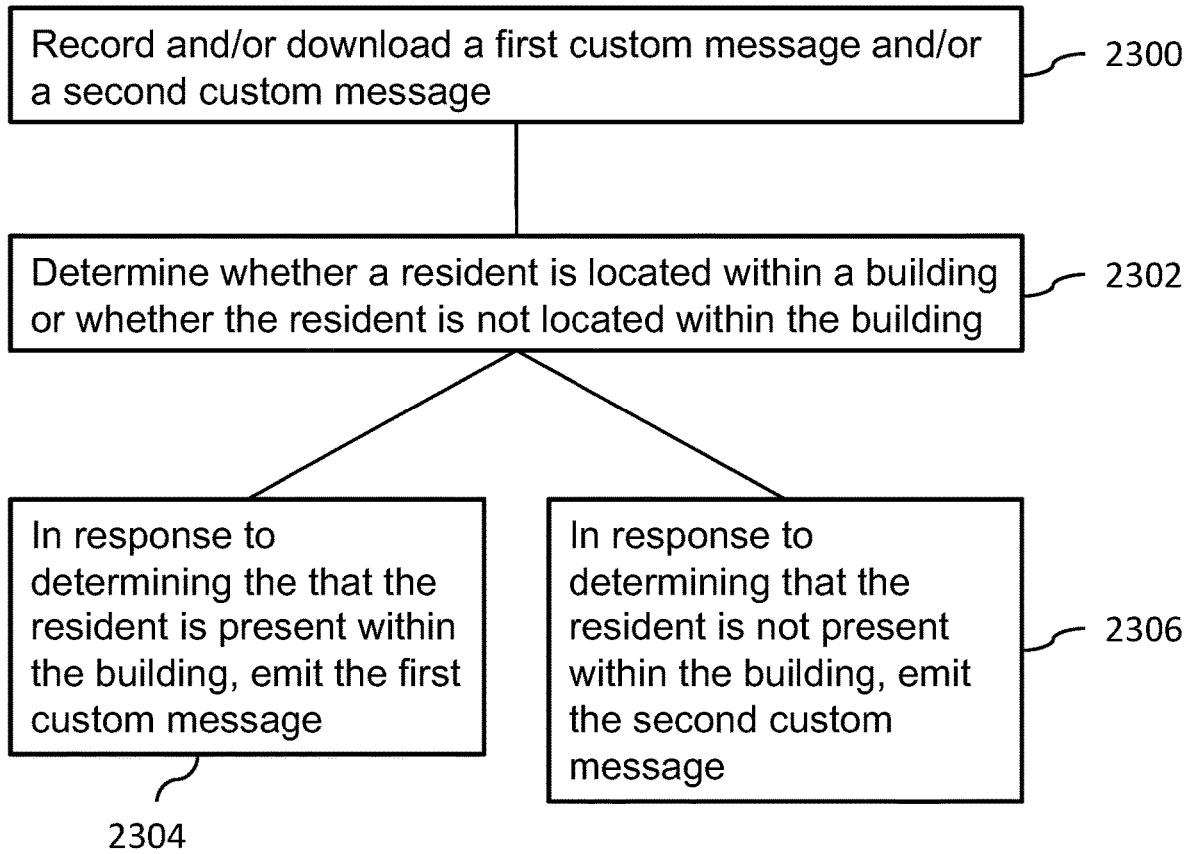 Record and/or download a first custom message and/or
a second custom message
2300
Determine whether a resident is located within a building
or whether the resident is not located within the building
2302
In response to
determining the that the
resident is present within
the building, emit the first
custom message
2304
In response to
determining that the
resident is not present
within the building, emit
the second custom
message
2306